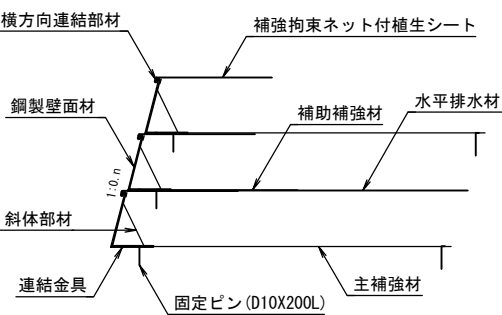 横方向連結部材
補強拘束ネット付植生シート
鋼製壁面材
補助補強材
水平排水材
1:0.n
斜体部材
連結金具
固定ピン(D10X200L)
主補強材